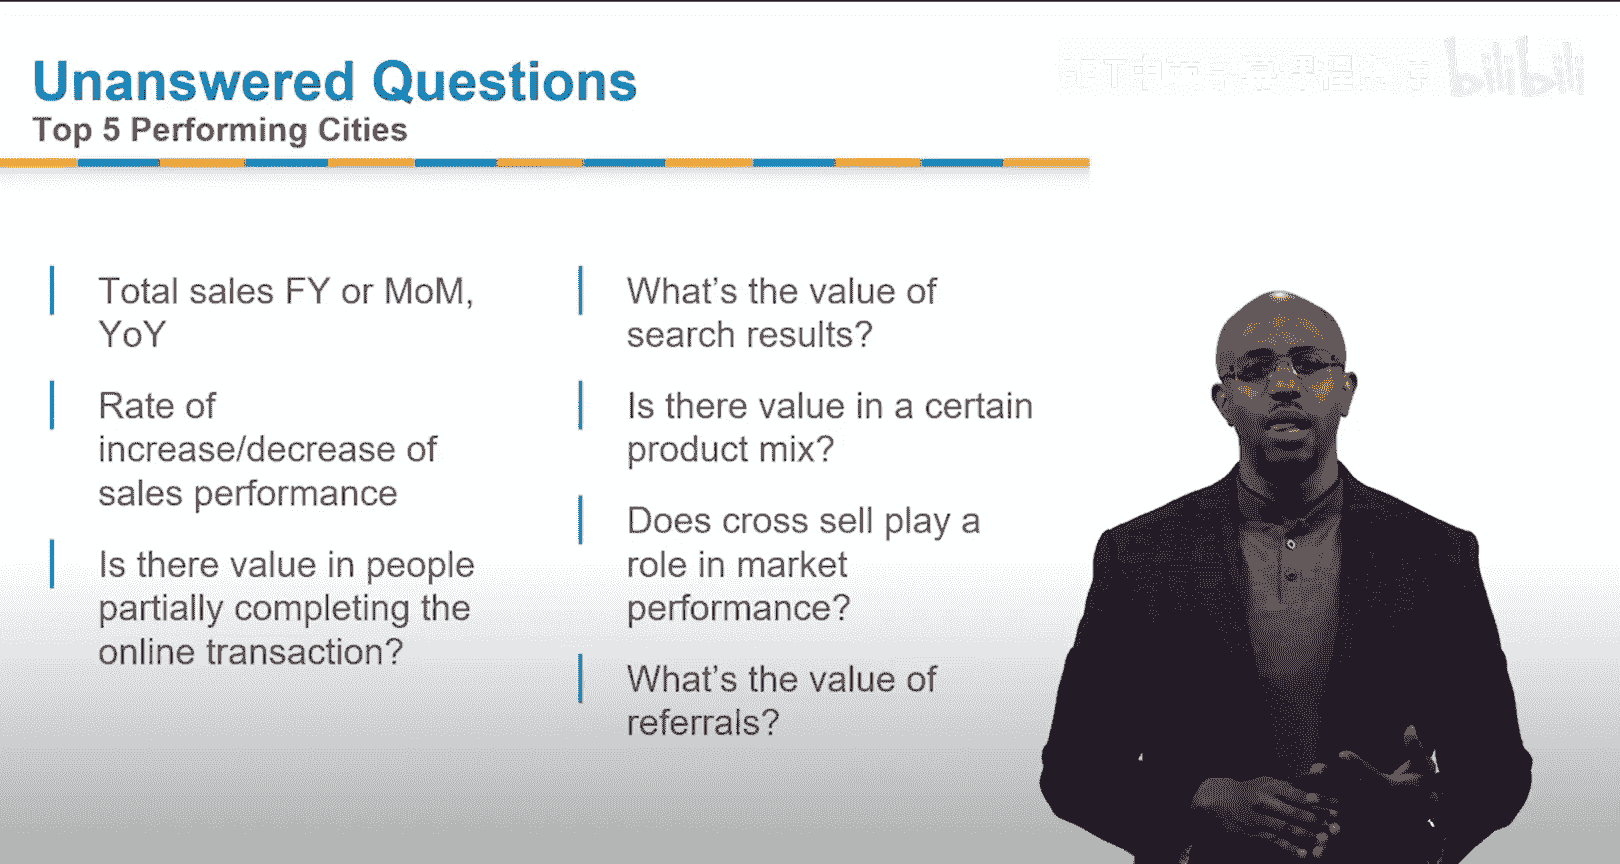 Unanswered Questions
Top 5 Performing Cities
Total sales FY or MoM,
YoY
Rate of
increase/decrease of
sales performance
Is there value in people
partially completing the
online transaction?
What's the value of
search results?
Is there value in a certain
product mix?
Does cross sell play a
role in market
performance?
What's the value of
referrals?
bilibili